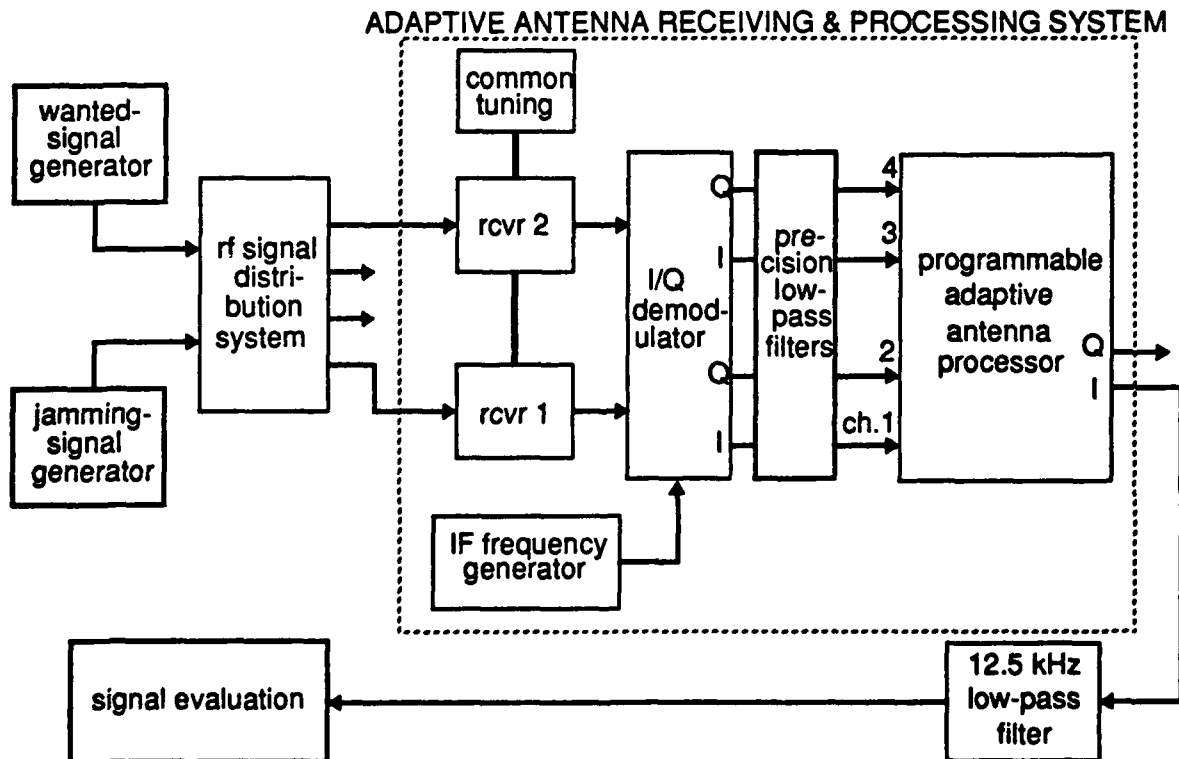 ADAPTIVE ANTENNA RECEIVING & PROCESSING SYSTEM
common
tuning
wanted-
signal
generator
rf signal
distri-
bution
system
jamming-
signal
generator
rcvr 2
rcvr 1
Q
I
I/Q
demod-
ulator
Q
I
pre-
cision
low-
pass
filters
4
3
2
ch.1
programmable
adaptive
antenna
processor
Q
I
IF frequency
generator
12.5 kHz
low-pass
filter
signal evaluation